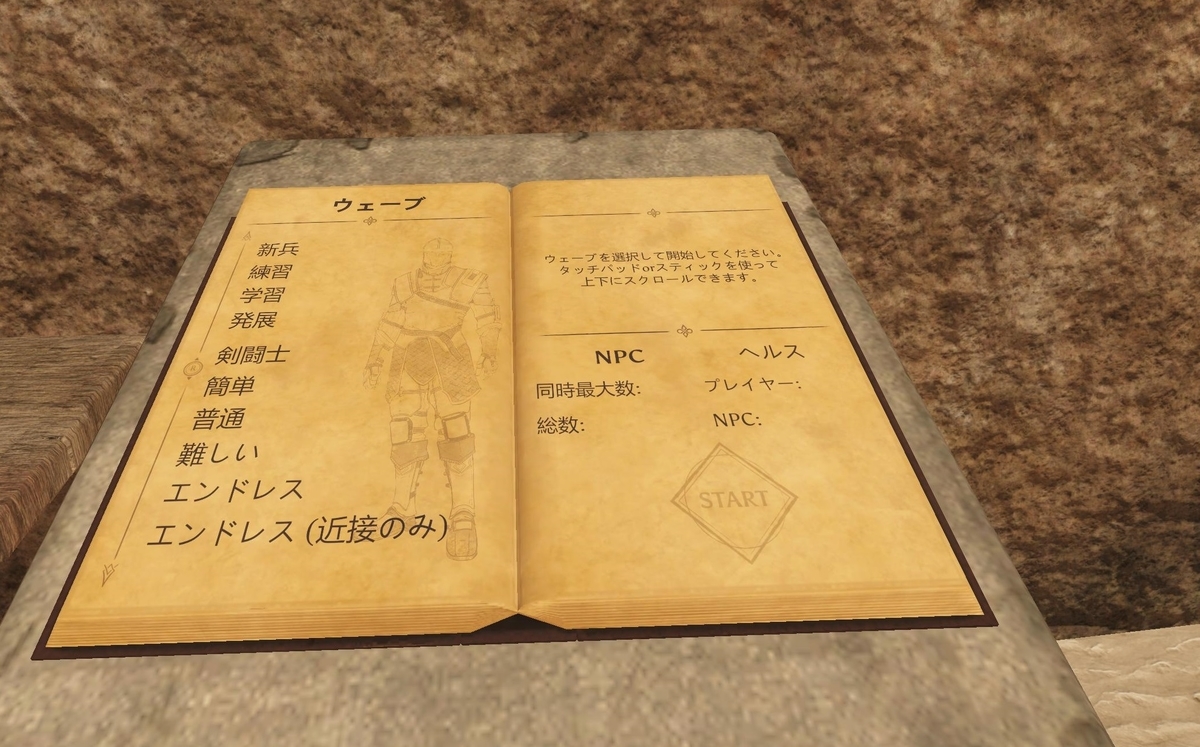 ウェーブ
新兵
練習
学習
発展
剣闘士
簡単
普通
難しい
エンドレス
エンドレス (近接のみ)
ウェーブを選択して開始してください。
タッチパッドorスティックを使って
上下にスクロールできます。
NPC
同時最大数:
総数:
ヘルス
プレイヤー:
NPC:
START